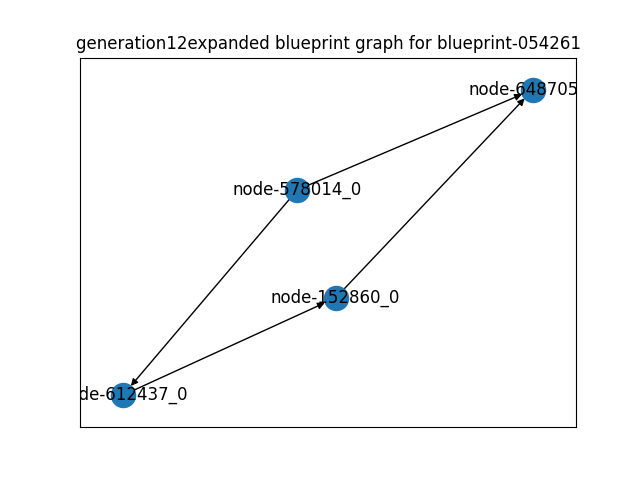 generation12expanded blueprint graph for blueprint-054261
node-648705
node-578014_0
node-152860_0
de-612437_0